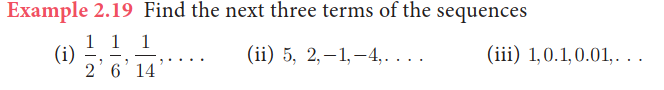 Example 2.19 Find the next three terms of the sequences
(i) 1/2, 1/6, 1/14, . . . . (ii) 5, 2,−1,−4,. . . . (iii) 1,0.1,0.01,. . .